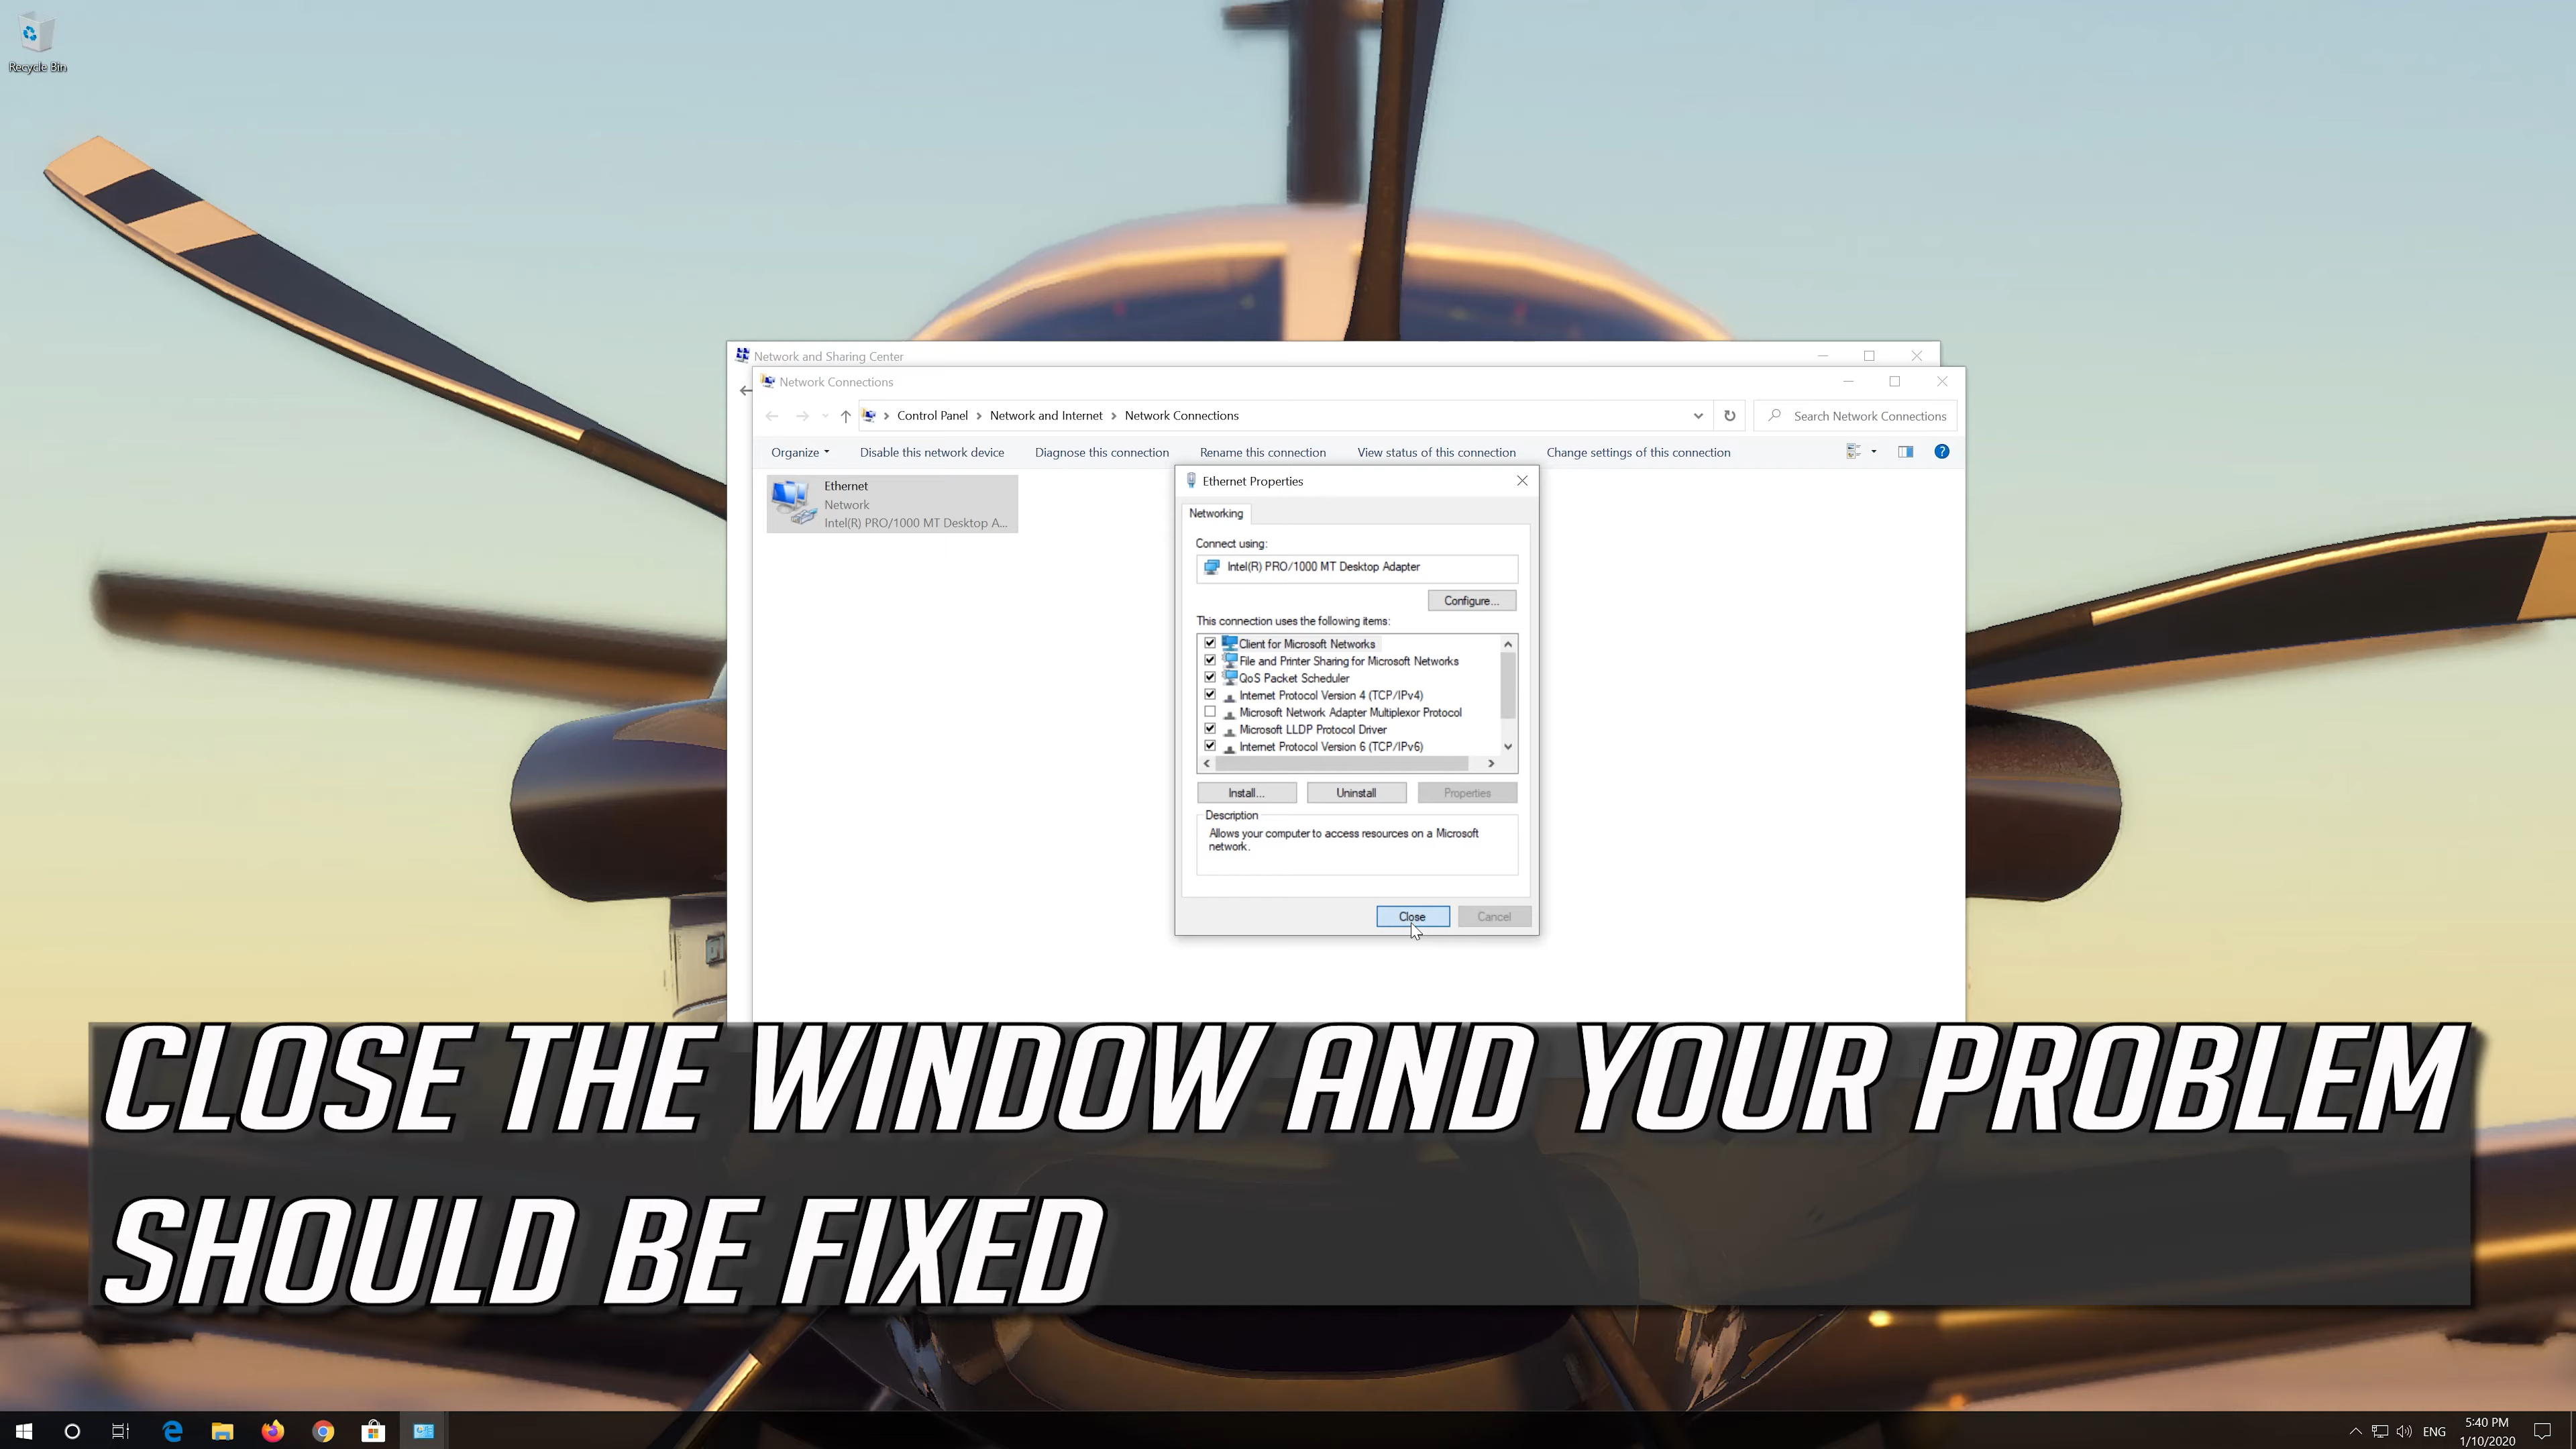 Recycle Bin
Network and Sharing Center
Network Connections
Control Panel > Network and Internet > Network Connections
Search Network Connections
Organize Disable this network device Diagnose this connection Rename this connection View status of this connection Change settings of this connection
Ethernet
Network
Intel(R) PRO/1000 MT Desktop A...
Ethernet Properties
Networking
Connect using:
Intel(R) PRO/1000 MT Desktop Adapter
Configure...
This connection uses the following items:
Client for Microsoft Networks
File and Printer Sharing for Microsoft Networks
QoS Packet Scheduler
Internet Protocol Version 4 (TCP/IPv4)
Microsoft Network Adapter Multiplexor Protocol
Microsoft LLDP Protocol Driver
Internet Protocol Version 6 (TCP/IPv6)
Install... Uninstall Properties
Description
Allows your computer to access resources on a Microsoft
network.
Close Cancel
CLOSE THE WINDOW AND YOUR PROBLEM
SHOULD BE FIXED
ENG
5:40 PM
1/10/2020